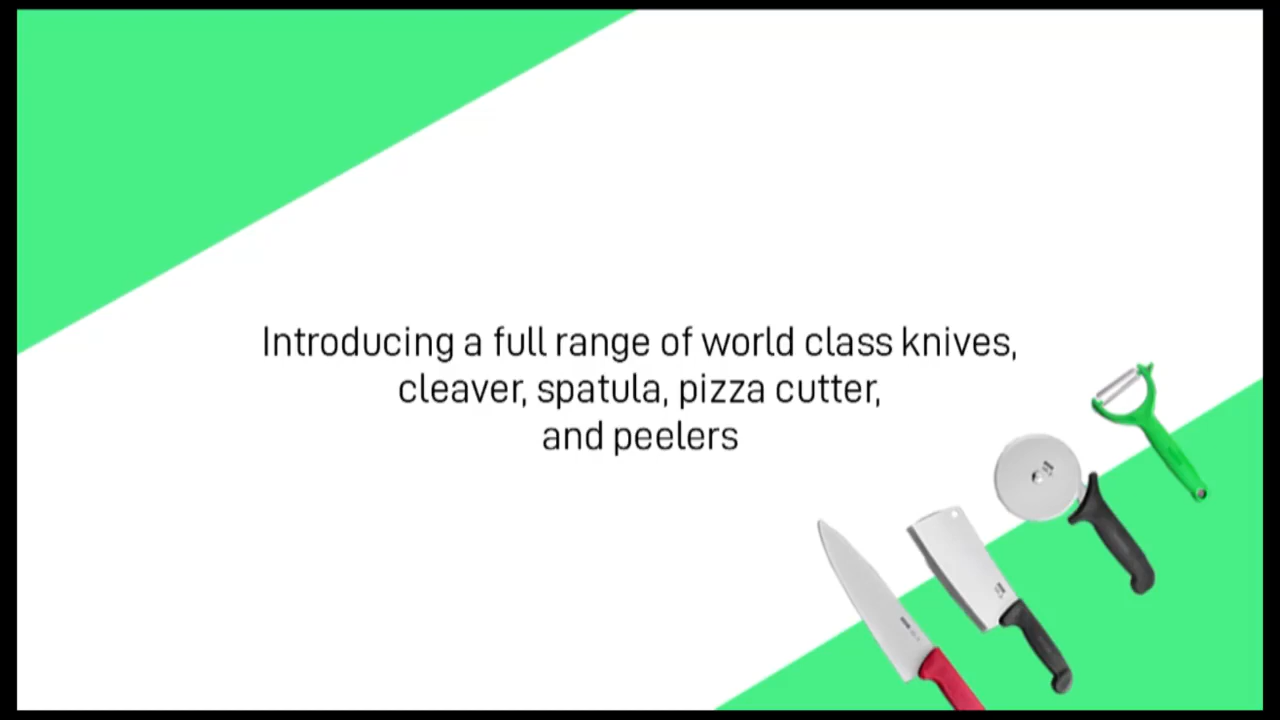 Introducing a full range of world class knives,
cleaver, spatula, pizza cutter,
and peelers